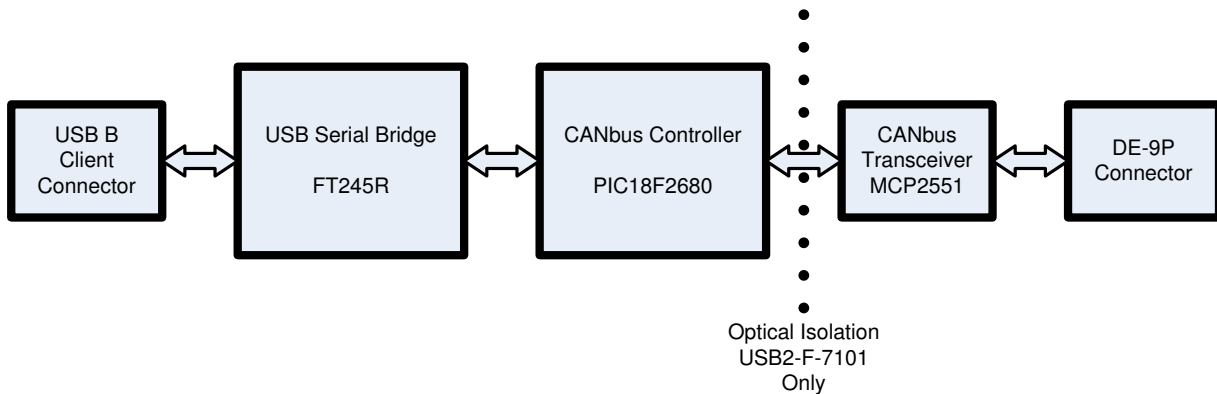 USB B
Client
Connector
USB Serial Bridge
FT245R
CANbus Controller
PIC18F2680
CANbus
Transceiver
MCP2551
DE-9P
Connector
Optical Isolation
USB2-F-7101
Only